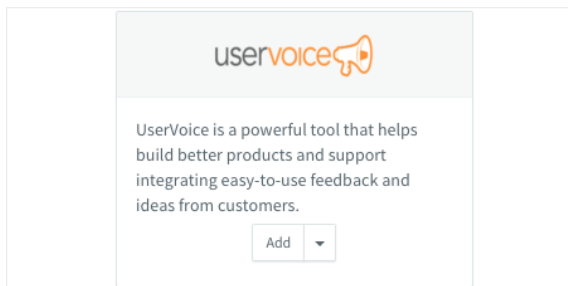 uservoice
UserVoice is a powerful tool that helps
build better products and support
integrating easy-to-use feedback and
ideas from customers.
Add